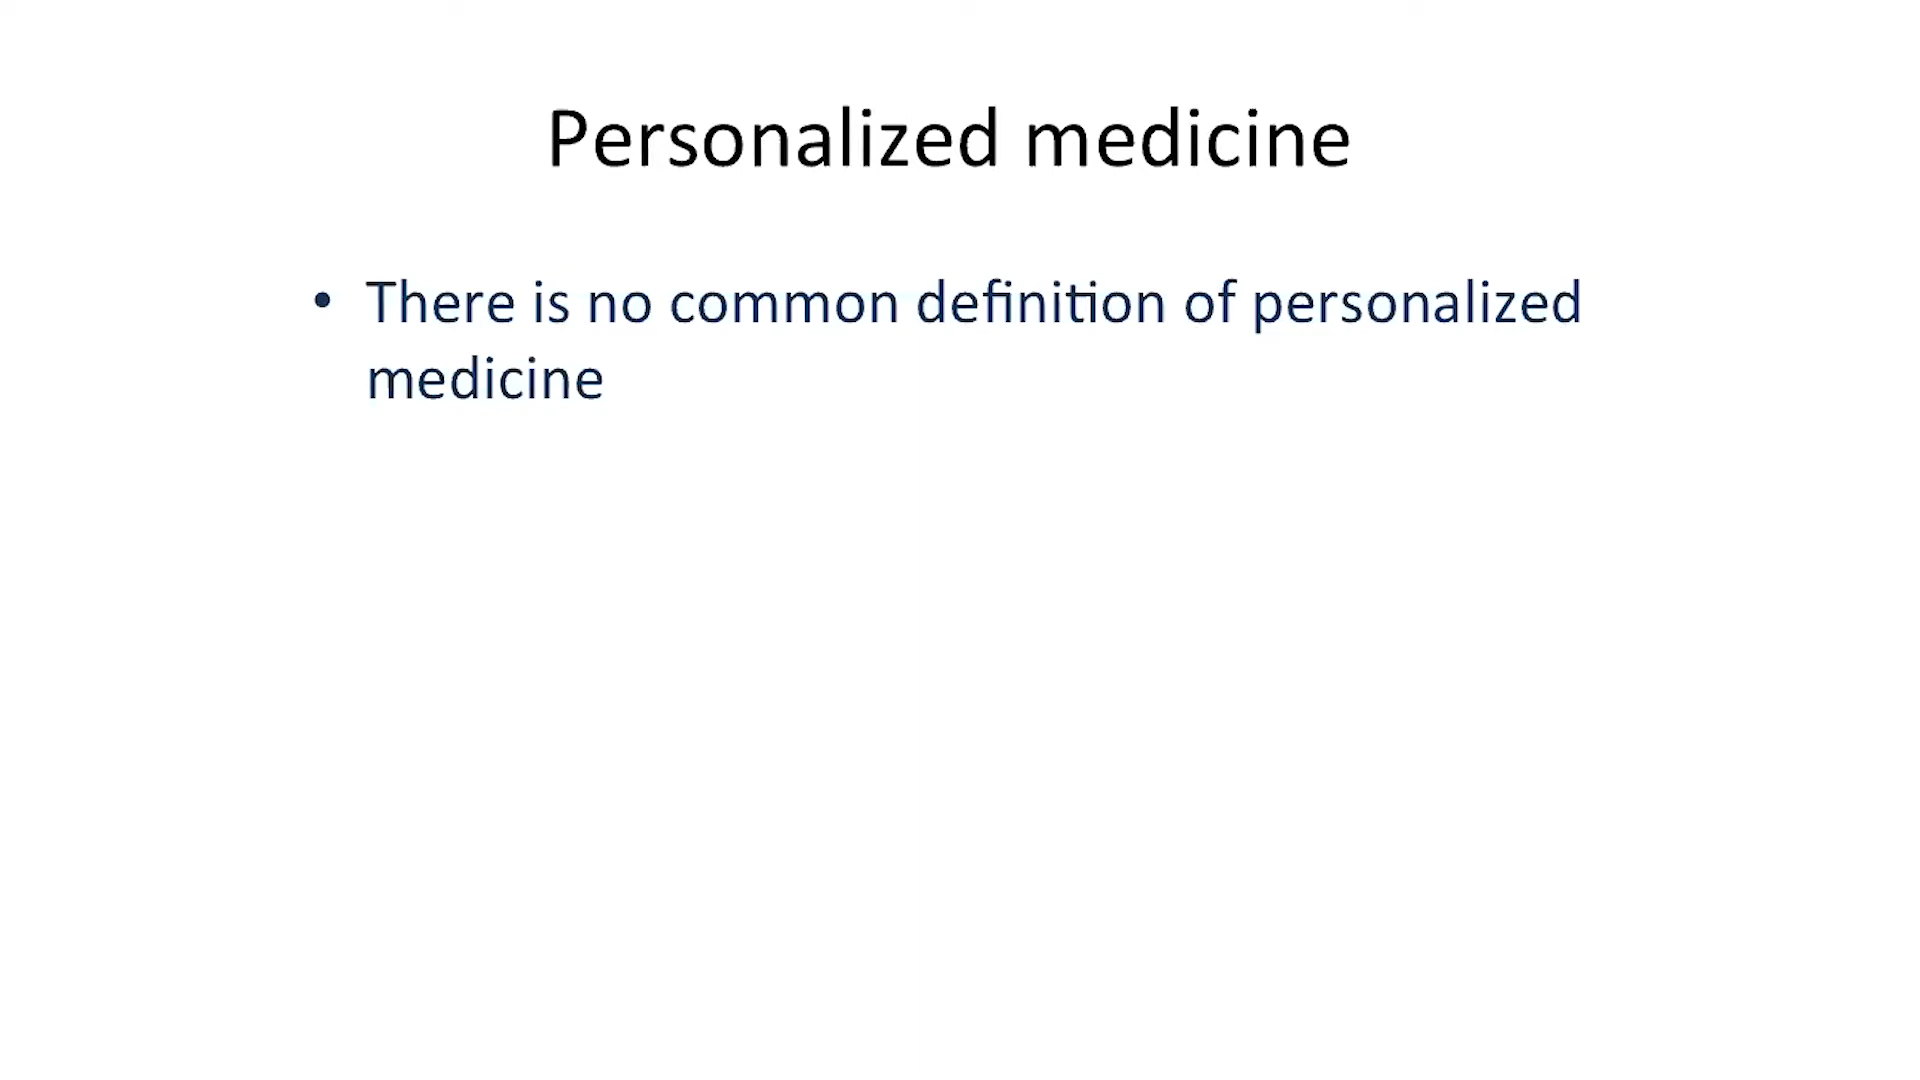 Personalized medicine
• There is no common definition of personalized
medicine